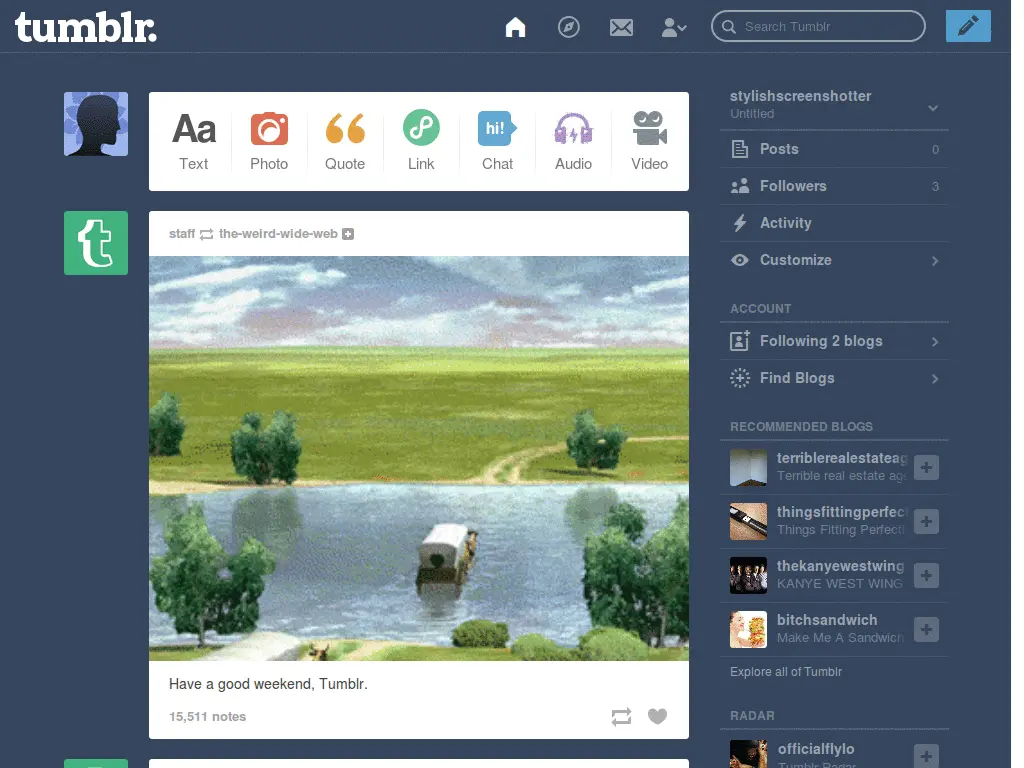 tumblr.
Search Tumblr
Aa
hi!
Text
Photo
Quote
Link
Chat
Audio
Video
t
staff the-weird-wide-web
Have a good weekend, Tumblr.
15,511 notes
stylishscreenshotter
Untitled
Posts 0
Followers 3
Activity
Customize
ACCOUNT
Following 2 blogs
Find Blogs
RECOMMENDED BLOGS
terriblerealestateag
Terrible real estate ag
thingsfittingperfect
Things Fitting Perfectl
thekanyewestwing
KANYE WEST WING
bitchsandwich
Make Me A Sandwich
Explore all of Tumblr
RADAR
officialflylo
Tumblr Radar